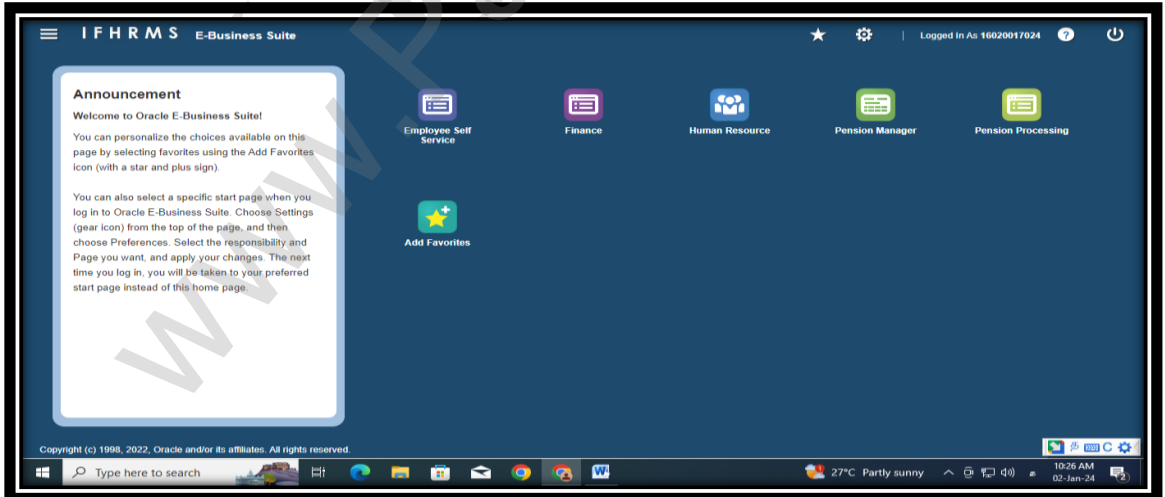 IFHRMS E-Business Suite
Logged In As 16020017024 ?
Announcement
Welcome to Oracle E-Business Suite!
You can personalize the choices available on this
page by selecting favorites using the Add Favorites
icon (with a star and plus sign).
You can also select a specific start page when you
log in to Oracle E-Business Suite. Choose Settings
(gear icon) from the top of the page, and then
choose Preferences. Select the responsibility and
Page you want, and apply your changes. The next
time you log in, you will be taken to your preferred
start page instead of this home page.
Employee Self
Service
Finance
Human Resource
Pension Manager
Pension Processing
Add Favorites
Copyright (c) 1998, 2022, Oracle and/or its affiliates. All rights reserved.
Type here to search
27°C Partly sunny
10:26 AM
02-Jan-24
2
www.P